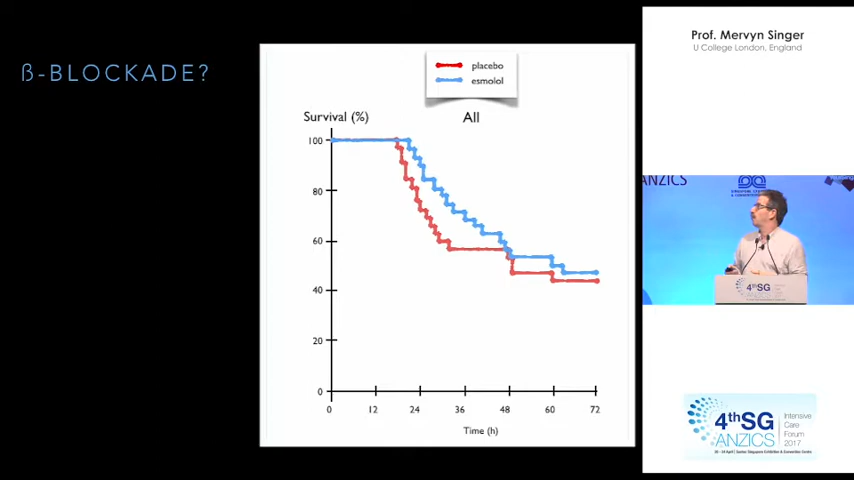 ß-BLOCKADE?
placebo
esmolol
Survival (%)
All
100
80
60
40
20
0
0 12 24 36 48 60 72
Time (h)
Prof. Mervyn Singer
U College London, England
ANZICS
ANZICS
4thSG
4thSG
ANZICS
Intensive
Care
Forum
2017